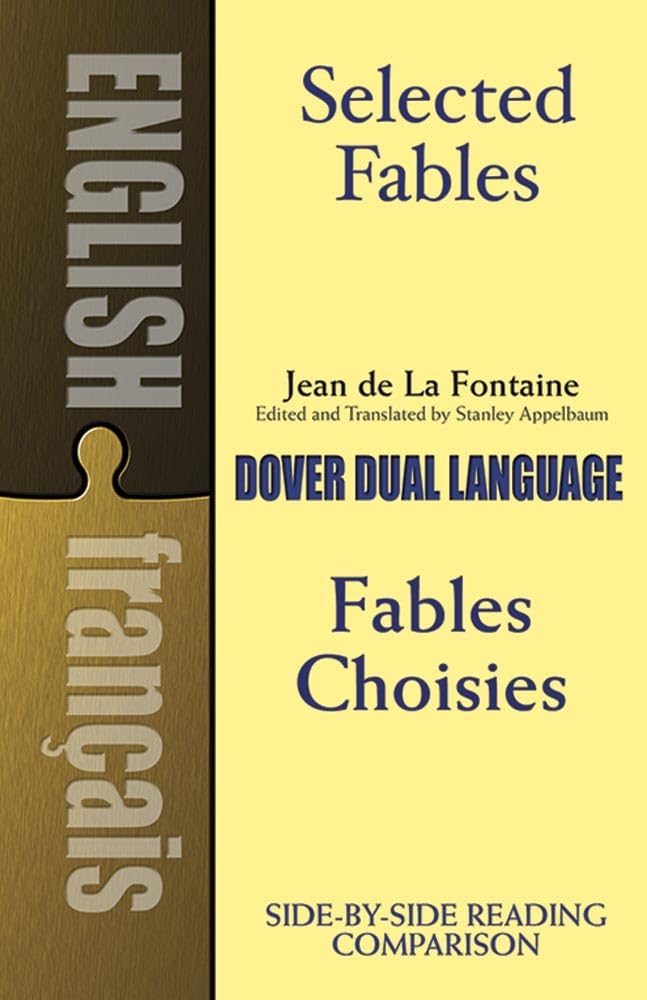 ENGLISH
français
Selected
Fables
Jean de La Fontaine
Edited and Translated by Stanley Appelbaum
DOVER DUAL LANGUAGE
Fables
Choisies
SIDE-BY-SIDE READING
COMPARISON